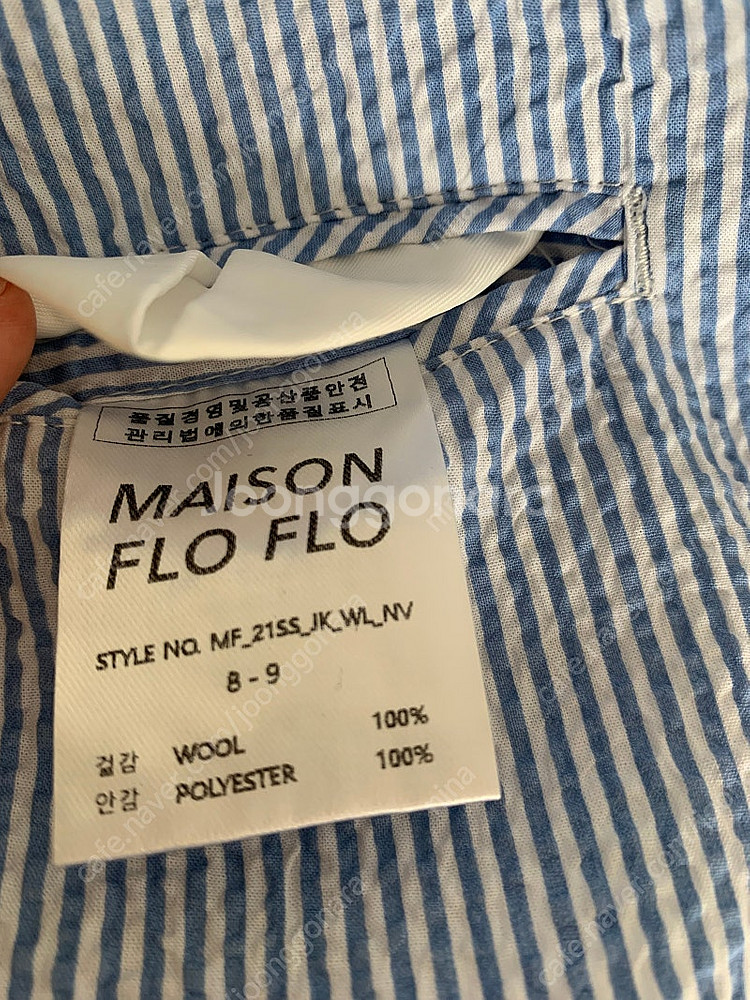 품질경영및공산품안전
관리법에의한품질표시
MAISON
FLO FLO
STYLE NO. MF_21SS_JK_WL_NV
8 - 9
겉감 WOOL 100%
안감 POLYESTER 100%
Joonggonara